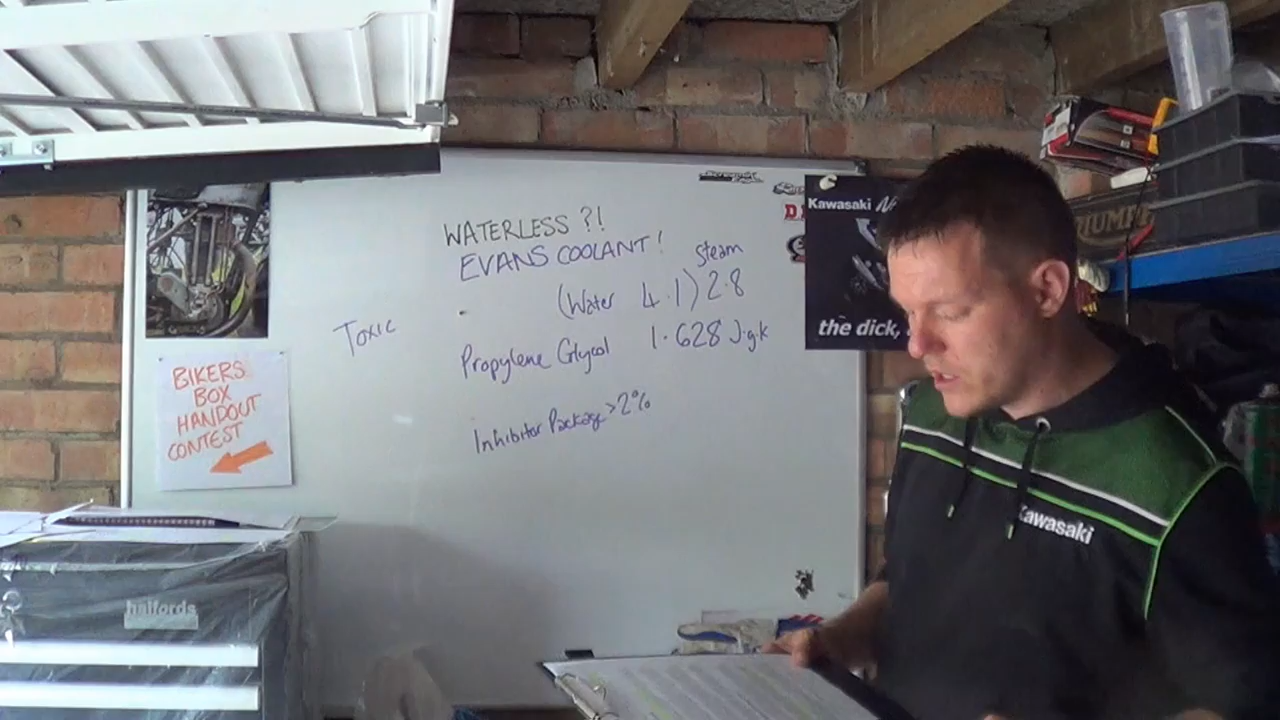 WATERLESS ?!
EVANS COOLANT!
steam
(Water 4.1) 2.8
Toxic
Propylene Glycol 1.628 J.g.k
Inhibitor Package >2%
BIKERS
BOX
HANDOUT
CONTEST
Kawasaki
the dick,
TRIUMPH
Kawasaki
halfords